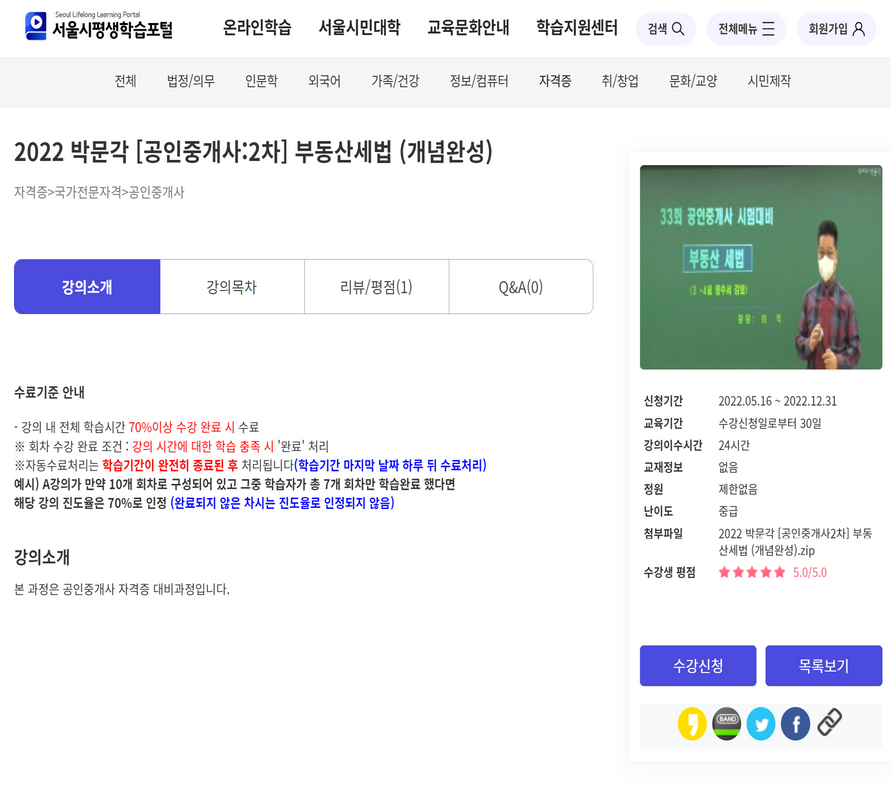 Seoul Lifelong Learning Portal
서울시평생학습포털
온라인학습 서울시민대학 교육문화안내 학습지원센터 검색 전체메뉴 회원가입
전체 법정/의무 인문학 외국어 가족/건강 정보/컴퓨터 자격증 취/창업 문화/교양 시민제작
2022 박문각 [공인중개사:2차] 부동산세법 (개념완성)
자격증>국가전문자격>공인중개사
강의소개 강의목차 리뷰/평점(1) Q&A(0)
수료기준 안내
- 강의 내 전체 학습시간 70%이상 수강 완료 시 수료
※ 회차 수강 완료 조건 : 강의 시간에 대한 학습 충족 시 '완료' 처리
※자동수료처리는 학습기간이 완전히 종료된 후 처리됩니다(학습기간 마지막 날짜 하루 뒤 수료처리)
예시) A강의가 만약 10개 회차로 구성되어 있고 그중 학습자가 총 7개 회차만 학습완료 했다면
해당 강의 진도율은 70%로 인정 (완료되지 않은 차시는 진도율로 인정되지 않음)
강의소개
본 과정은 공인중개사 자격증 대비과정입니다.
33회 공인중개사 시험대비
부동산 세법
(3~4월 필수서 강의)
신청기간 2022.05.16 ~ 2022.12.31
교육기간 수강신청일로부터 30일
강의이수시간 24시간
교재정보 없음
정원 제한없음
난이도 중급
첨부파일 2022 박문각 [공인중개사2차] 부동
산세법 (개념완성).zip
수강생 평점 5.0/5.0
수강신청 목록보기
BAND